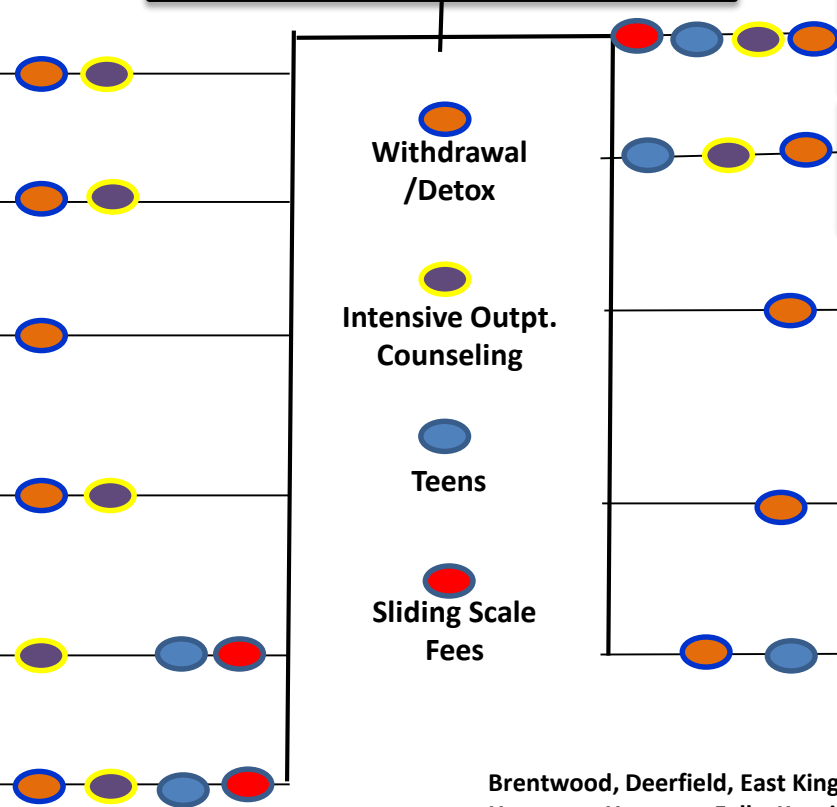 Withdrawal
/Detox
Intensive Outpt.
Counseling
Teens
Sliding Scale
Fees
Brentwood, Deerfield, East King